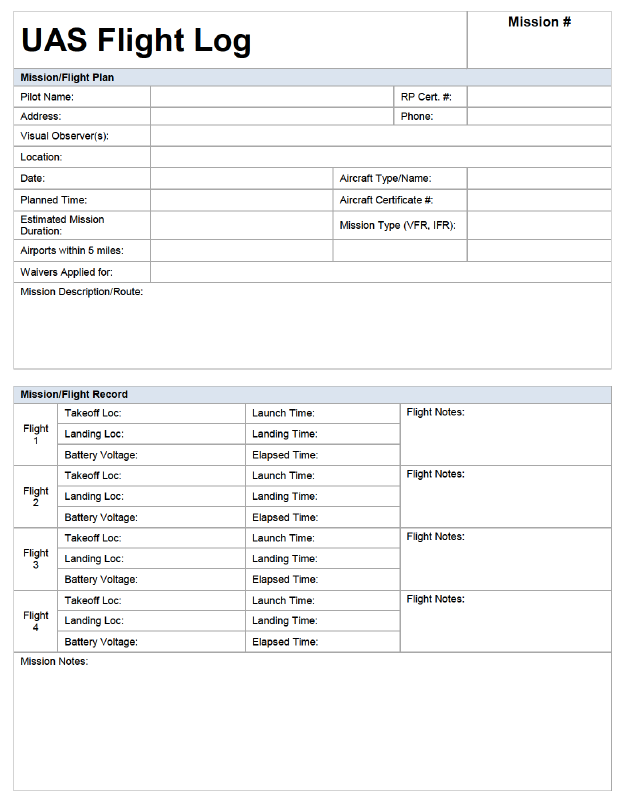 UAS Flight Log
Mission #
Mission/Flight Plan
Pilot Name:
RP Cert. #:
Address:
Phone:
Visual Observer(s):
Location:
Date:
Aircraft Type/Name:
Planned Time:
Aircraft Certificate #:
Estimated Mission
Duration:
Mission Type (VFR, IFR):
Airports within 5 miles:
Waivers Applied for:
Mission Description/Route:
Mission/Flight Record
Flight
1
Takeoff Loc:
Launch Time:
Flight Notes:
Landing Loc:
Landing Time:
Battery Voltage:
Elapsed Time:
Flight
2
Takeoff Loc:
Launch Time:
Flight Notes:
Landing Loc:
Landing Time:
Battery Voltage:
Elapsed Time:
Flight
3
Takeoff Loc:
Launch Time:
Flight Notes:
Landing Loc:
Landing Time:
Battery Voltage:
Elapsed Time:
Flight
4
Takeoff Loc:
Launch Time:
Flight Notes:
Landing Loc:
Landing Time:
Battery Voltage:
Elapsed Time:
Mission Notes: